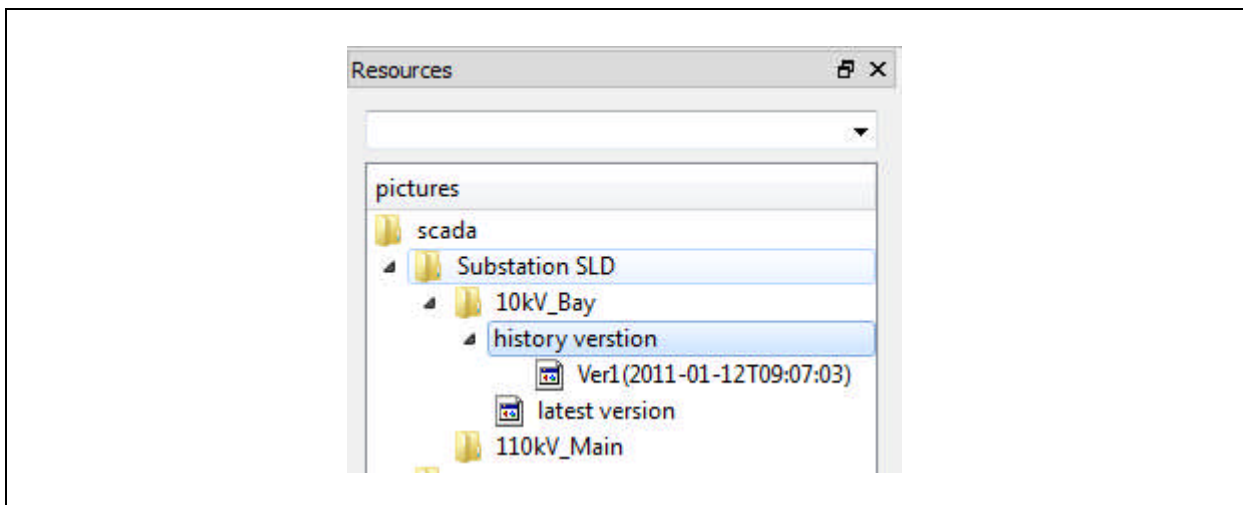 Resources
pictures
scada
Substation SLD
10kV_Bay
history verstion
Ver1(2011-01-12T09:07:03)
latest version
110kV_Main